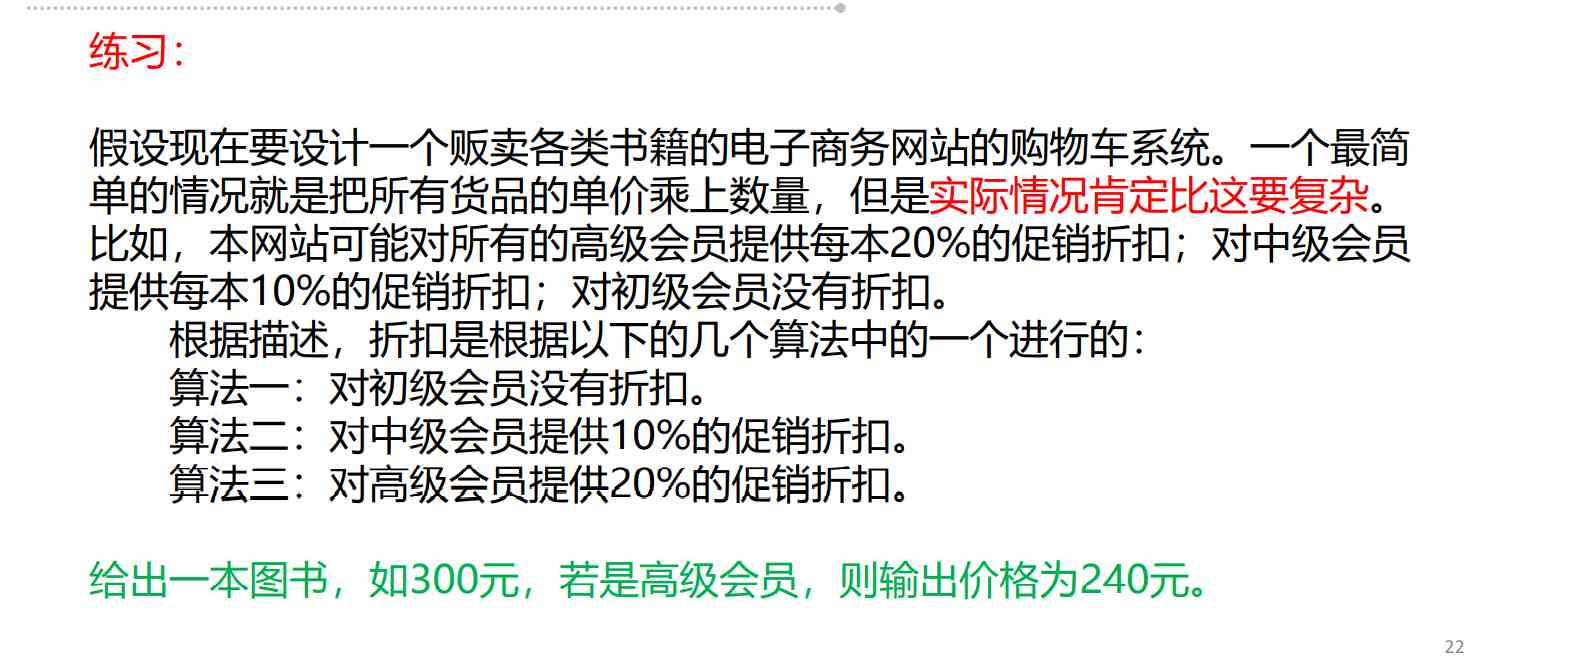 练习：
假设现在要设计一个贩卖各类书籍的电子商务网站的购物车系统。一个最简
单的情况就是把所有货品的单价乘上数量，但是实际情况肯定比这要复杂。
比如，本网站可能对所有的高级会员提供每本20%的促销折扣；对中级会员
提供每本10%的促销折扣；对初级会员没有折扣。
根据描述，折扣是根据以下的几个算法中的一个进行的：
算法一：对初级会员没有折扣。
算法二：对中级会员提供10%的促销折扣。
算法三：对高级会员提供20%的促销折扣。
给出一本图书，如300元，若是高级会员，则输出价格为240元。
22